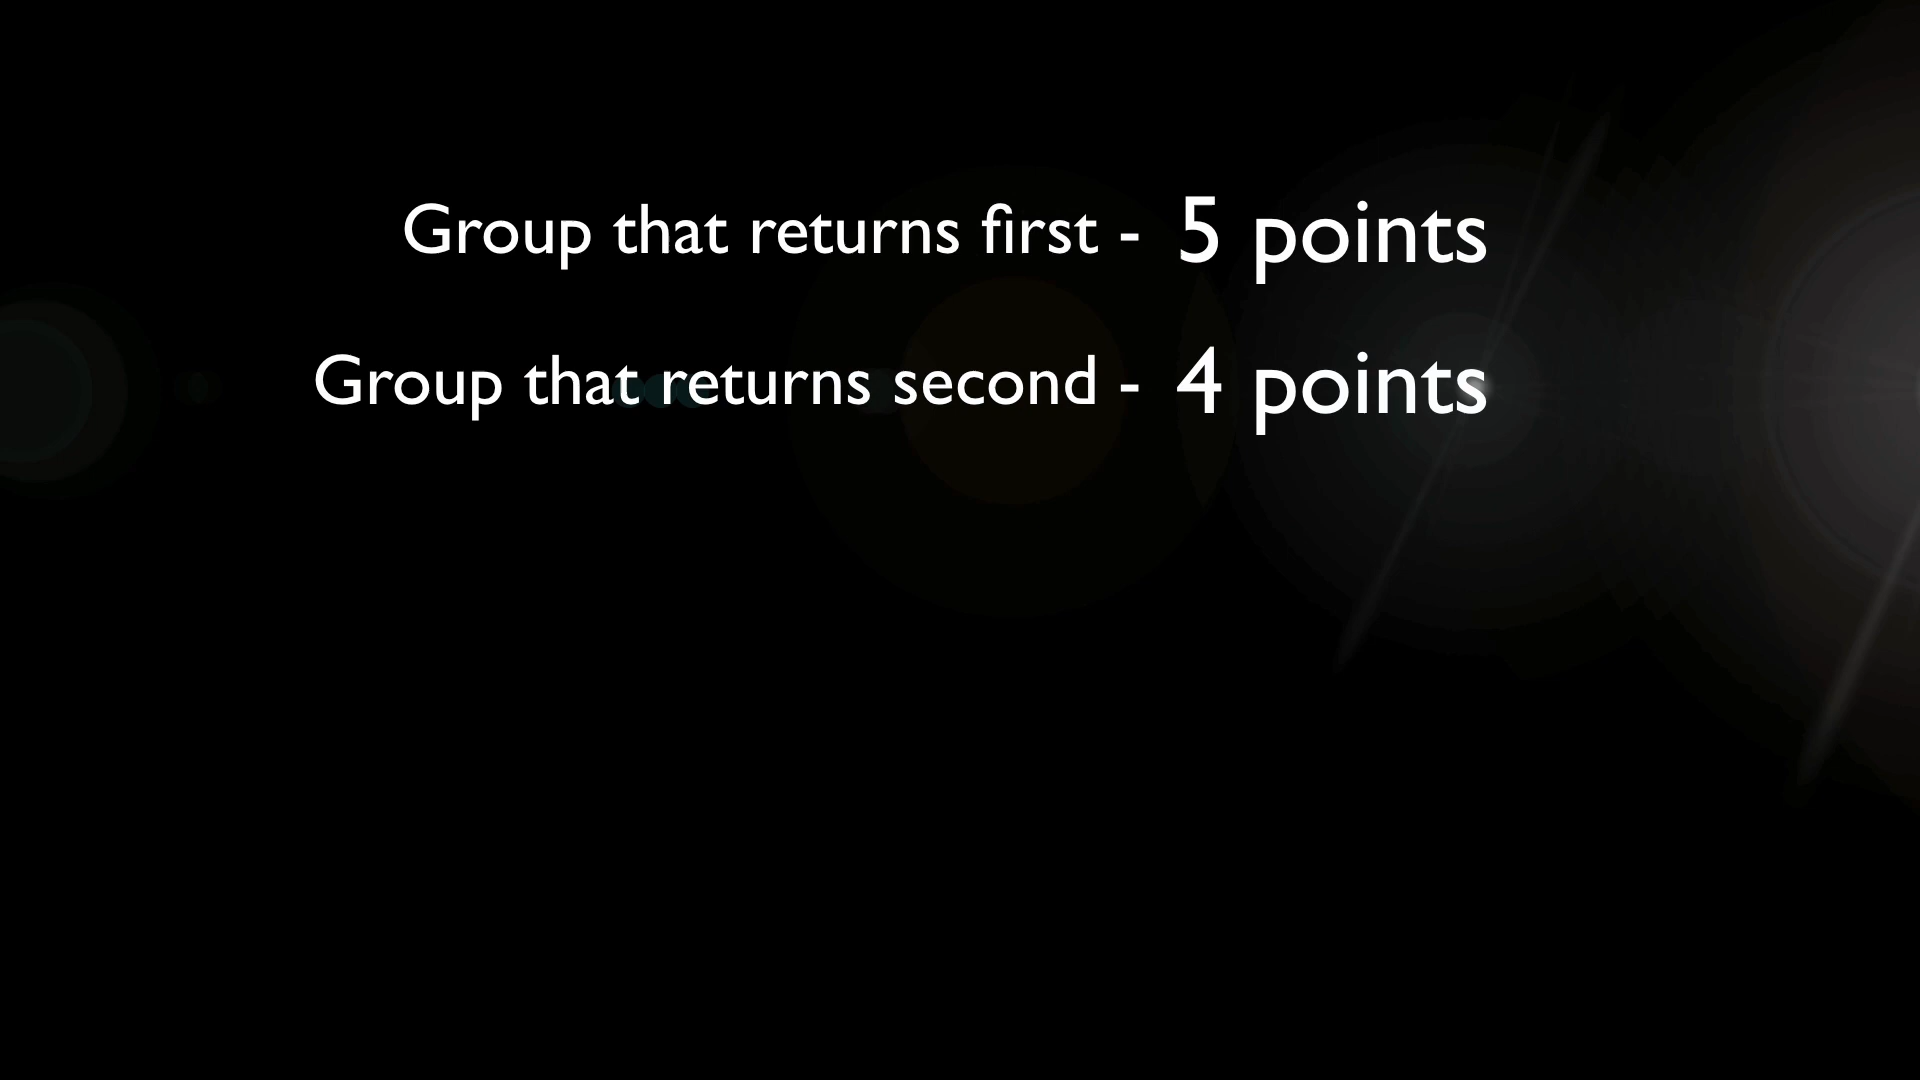 Group that returns first - 5 points
Group that returns second - 4 points